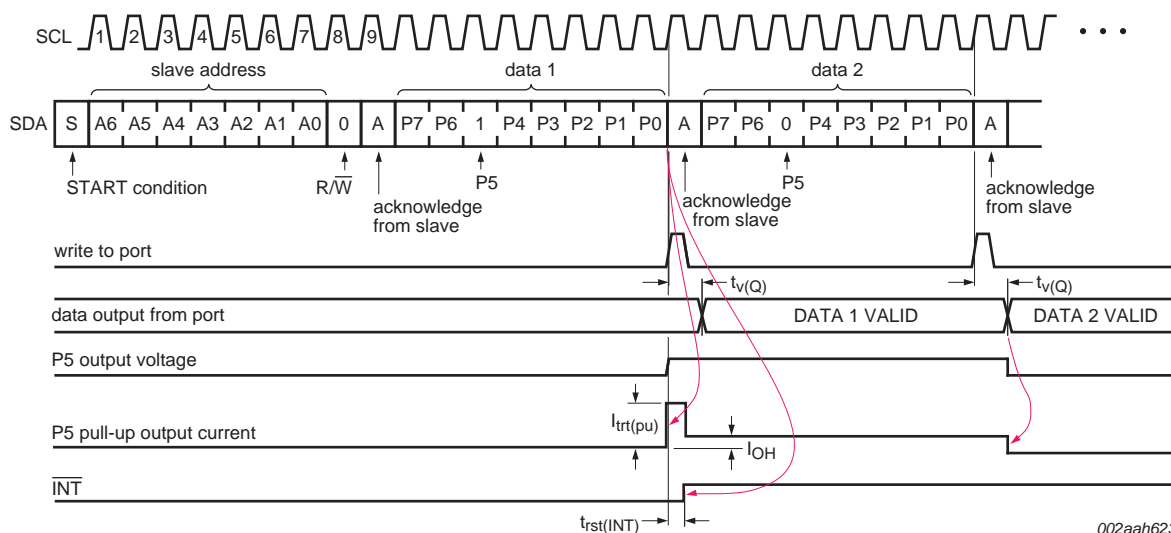 SCL 1 2 3 4 5 6 7 8 9
slave address data 1 data 2
SDA S A6 A5 A4 A3 A2 A1 A0 0 A P7 P6 1 P4 P3 P2 P1 P0 A P7 P6 0 P4 P3 P2 P1 P0 A
START condition R/W̅ P5 P5
acknowledge from slave
acknowledge from slave
acknowledge from slave
write to port
tv(Q) tv(Q)
data output from port DATA 1 VALID DATA 2 VALID
P5 output voltage
Itrt(pu)
P5 pull-up output current
IOH
I̅N̅T̅
trst(INT)
002aah623